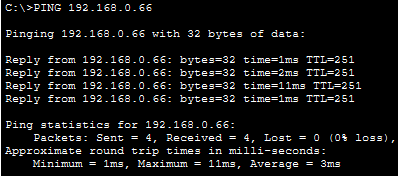 C:\>PING 192.168.0.66
Pinging 192.168.0.66 with 32 bytes of data:
Reply from 192.168.0.66: bytes=32 time=1ms TTL=251
Reply from 192.168.0.66: bytes=32 time=2ms TTL=251
Reply from 192.168.0.66: bytes=32 time=11ms TTL=251
Reply from 192.168.0.66: bytes=32 time=1ms TTL=251
Ping statistics for 192.168.0.66:
Packets: Sent = 4, Received = 4, Lost = 0 (0% loss),
Approximate round trip times in milli-seconds:
Minimum = 1ms, Maximum = 11ms, Average = 3ms